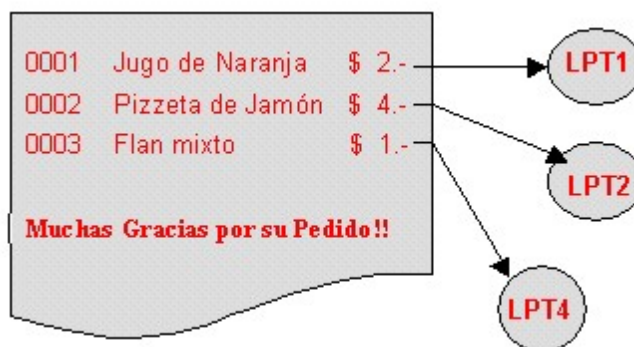 0001 Jugo de Naranja $ 2.- LPT1
0002 Pizzeta de Jamón $ 4.- LPT2
0003 Flan mixto $ 1.-
Muchas Gracias por su Pedido!!
LPT4